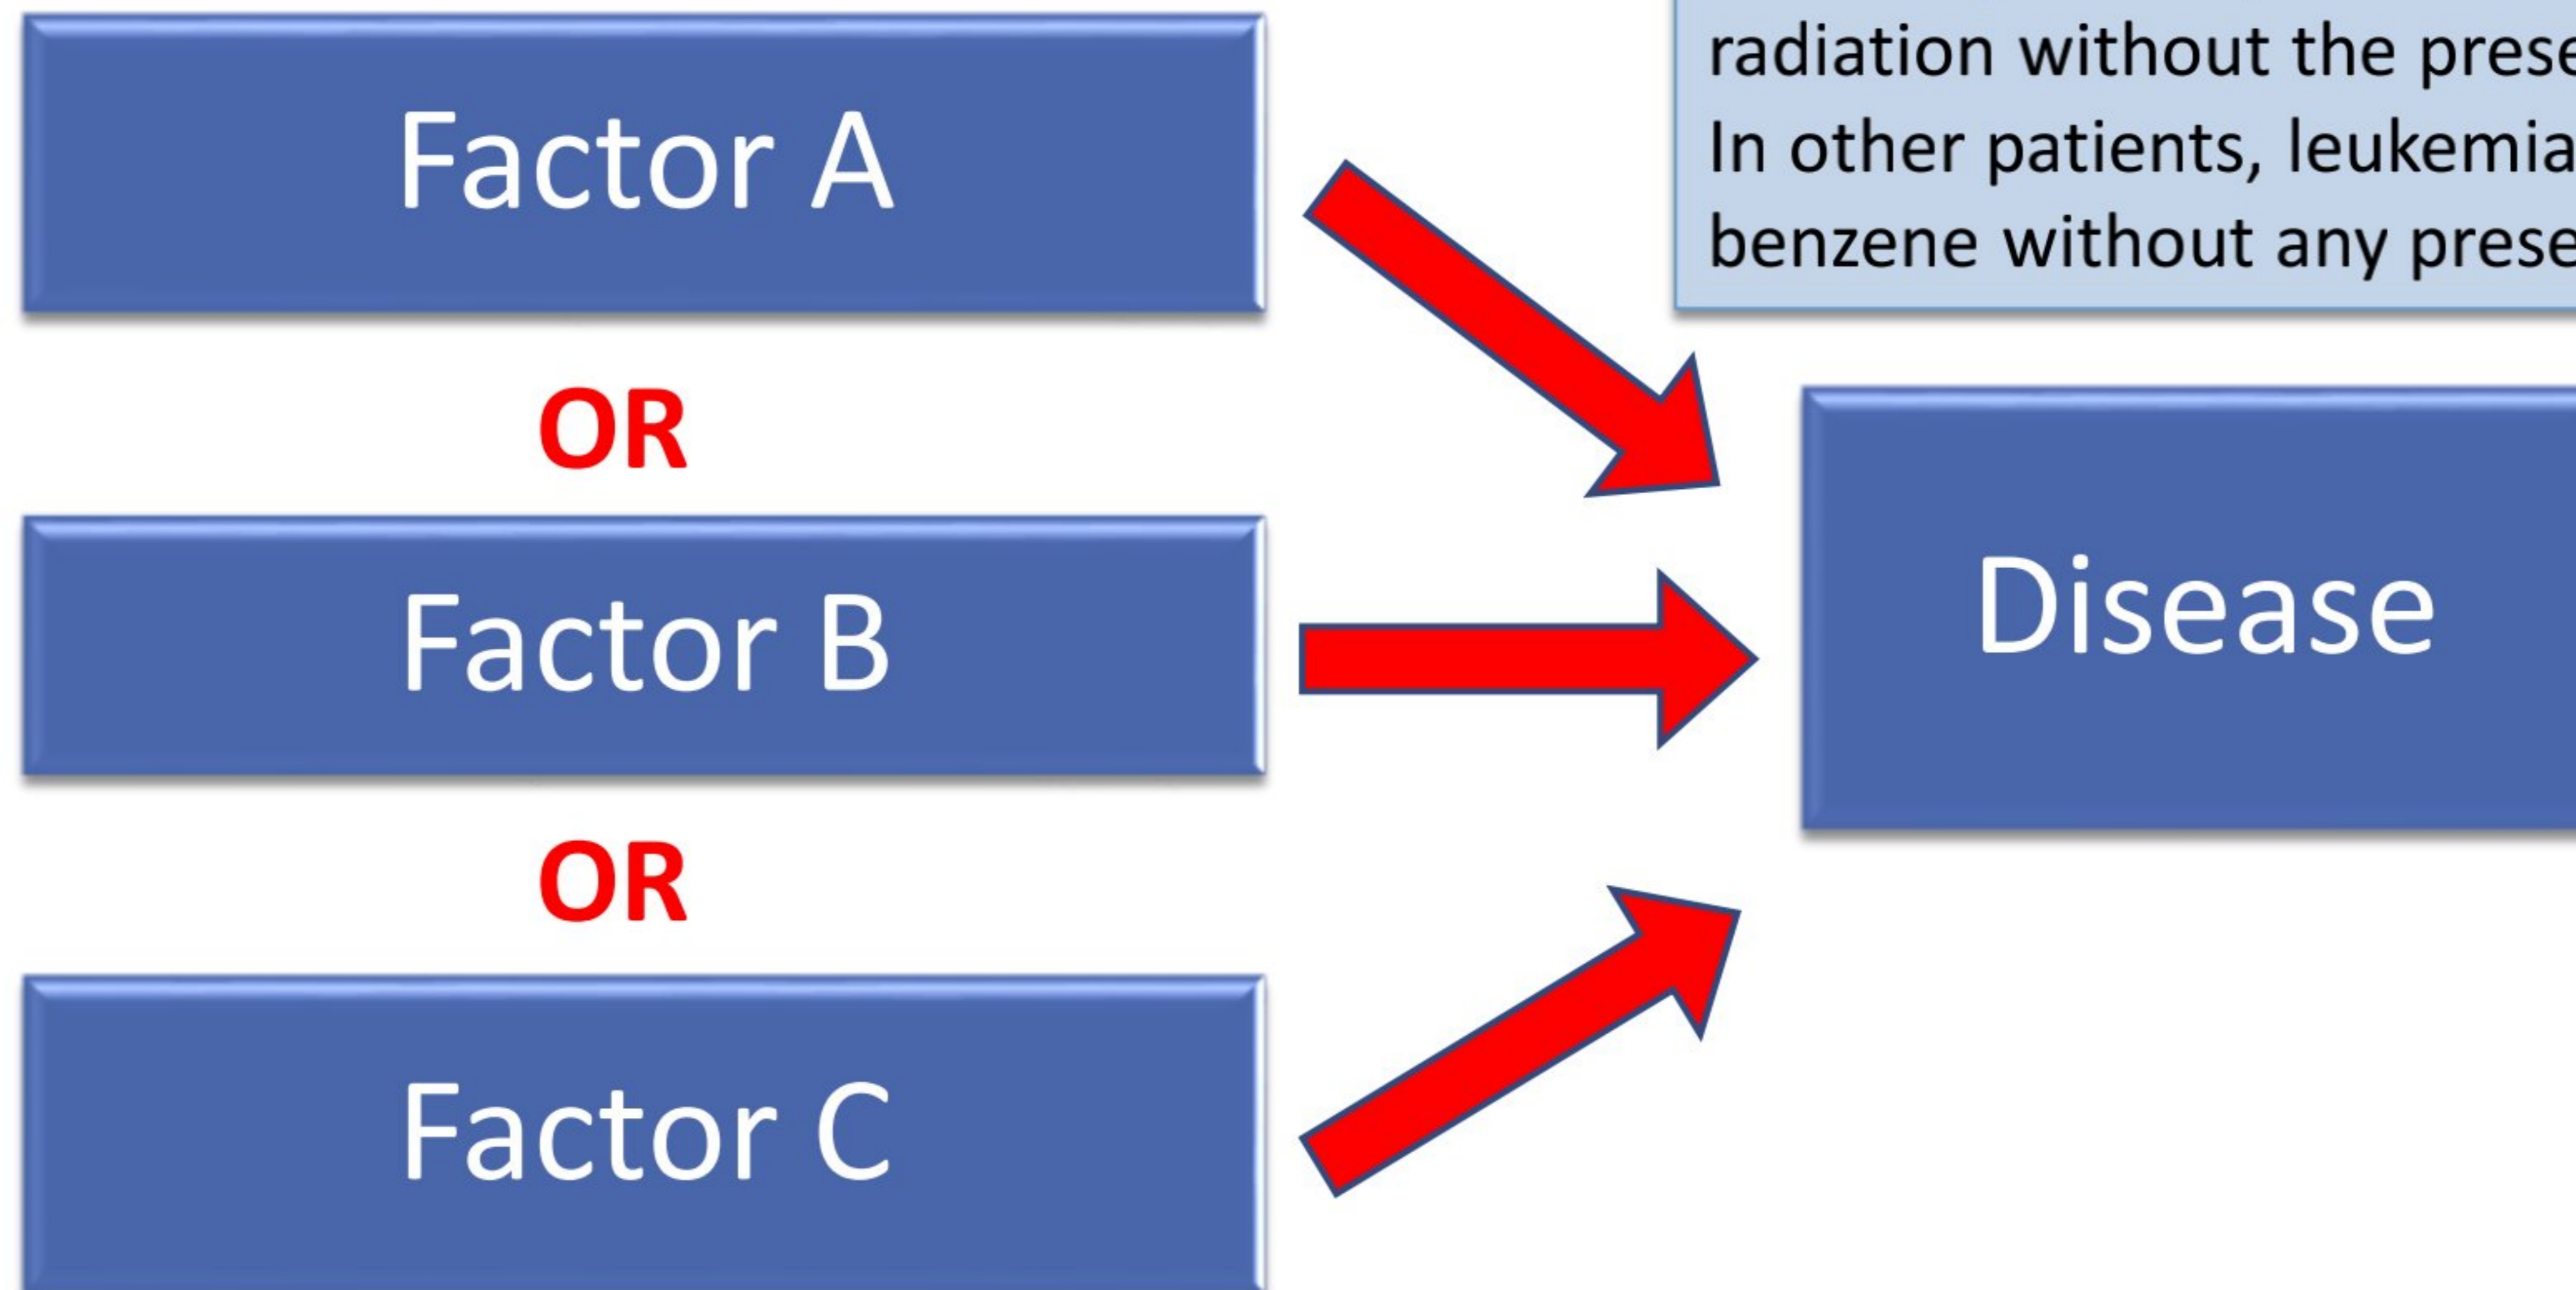 Factor A
OR
Factor B
OR
Factor C
radiation without the
In other patients, leukemia
benzene without any
Disease